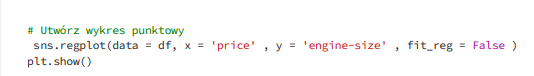 # Utwórz wykres punktowy
sns.regplot(data = df, x = 'price' , y = 'engine-size' , fit_reg = False )
plt.show()